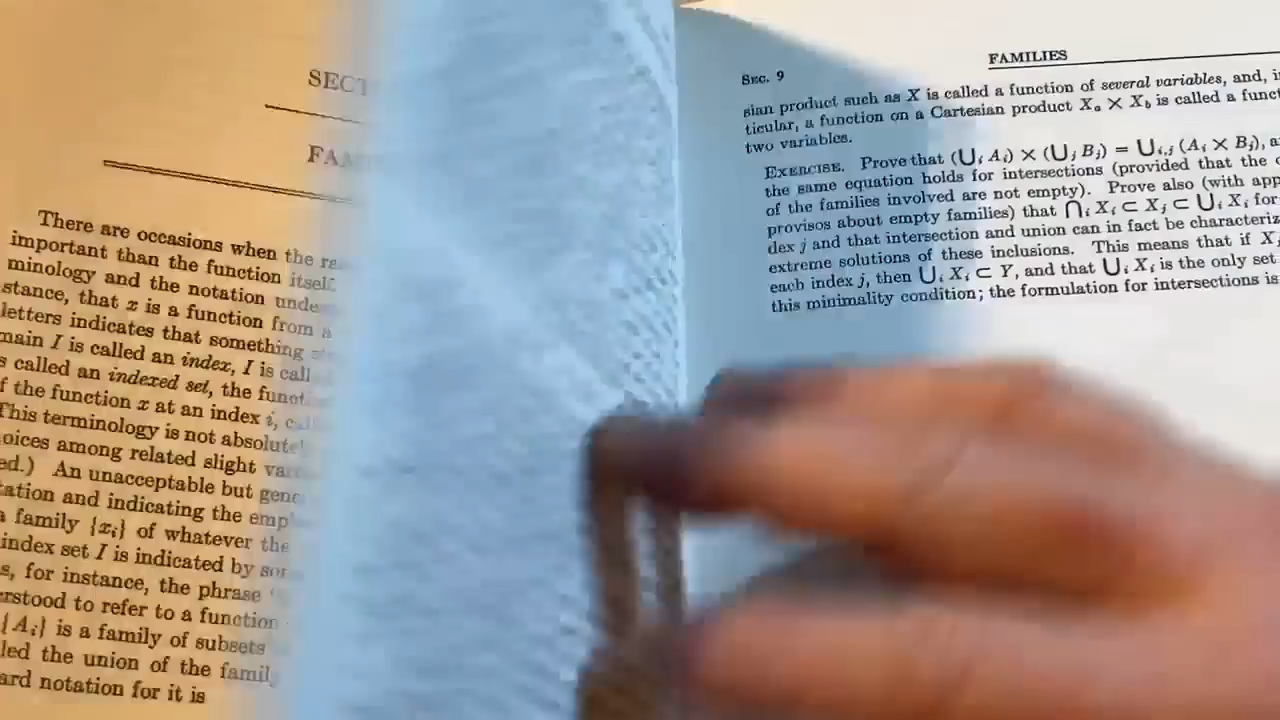 SECT
FAM
There are occasions when the ra
important than the function itself.
minology and the notation unde
stance, that x is a function from a
letters indicates that something
main I is called an index, I is call
s called an indexed set, the funct
f the function x at an index i, cal
This terminology is not absolute
oices among related slight var
ed.) An unacceptable but gene
tation and indicating the emp
a family {xᵢ} of whatever the
index set I is indicated by som
s, for instance, the phrase
erstood to refer to a function
{Aᵢ} is a family of subsets
led the union of the family
ard notation for it is
SEC. 9
FAMILIES
sian product such as X is called a function of several variables, and, i
ticular, a function on a Cartesian product Xₐ × X_b is called a funct
two variables.
EXERCISE. Prove that (⋃ᵢ Aᵢ) × (⋃ⱼ Bⱼ) = ⋃ᵢ,ⱼ (Aᵢ × Bⱼ), a
the same equation holds for intersections (provided that the
of the families involved are not empty). Prove also (with app
provisos about empty families) that ⋂ᵢ Xᵢ ⊂ Xⱼ ⊂ ⋃ᵢ Xᵢ for
dex j and that intersection and union can in fact be characteriz
extreme solutions of these inclusions. This means that if Xⱼ
each index j, then ⋃ᵢ Xᵢ ⊂ Y, and that ⋃ᵢ Xᵢ is the only set
this minimality condition; the formulation for intersections is